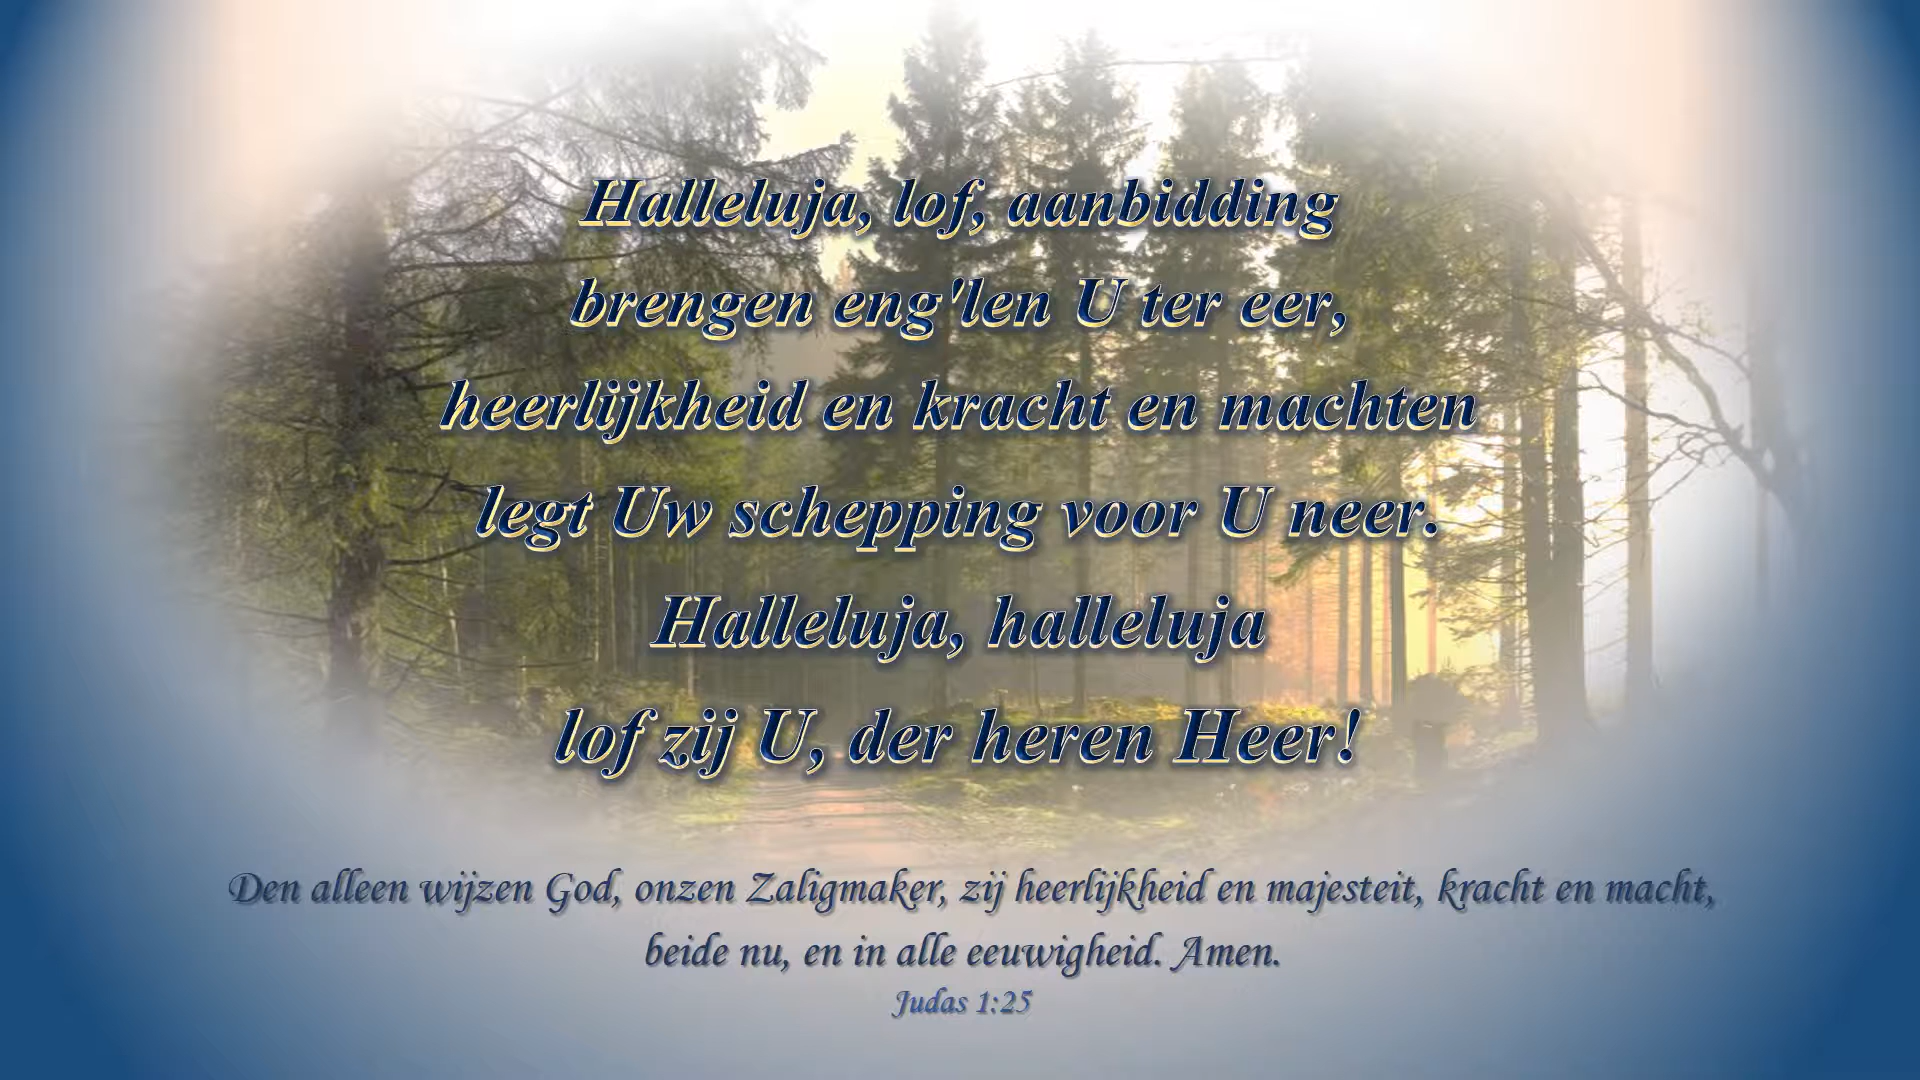 Halleluja, lof, aanbidding
brengen eng'len U ter eer,
heerlijkheid en kracht en machten
legt Uw schepping voor U neer.
Halleluja, halleluja
lof zij U, der heren Heer!
Den alleen wijzen God, onzen Zaligmaker, zij heerlijkheid en majesteit, kracht en macht,
beide nu, en in alle eeuwigheid. Amen.
Judas 1:25